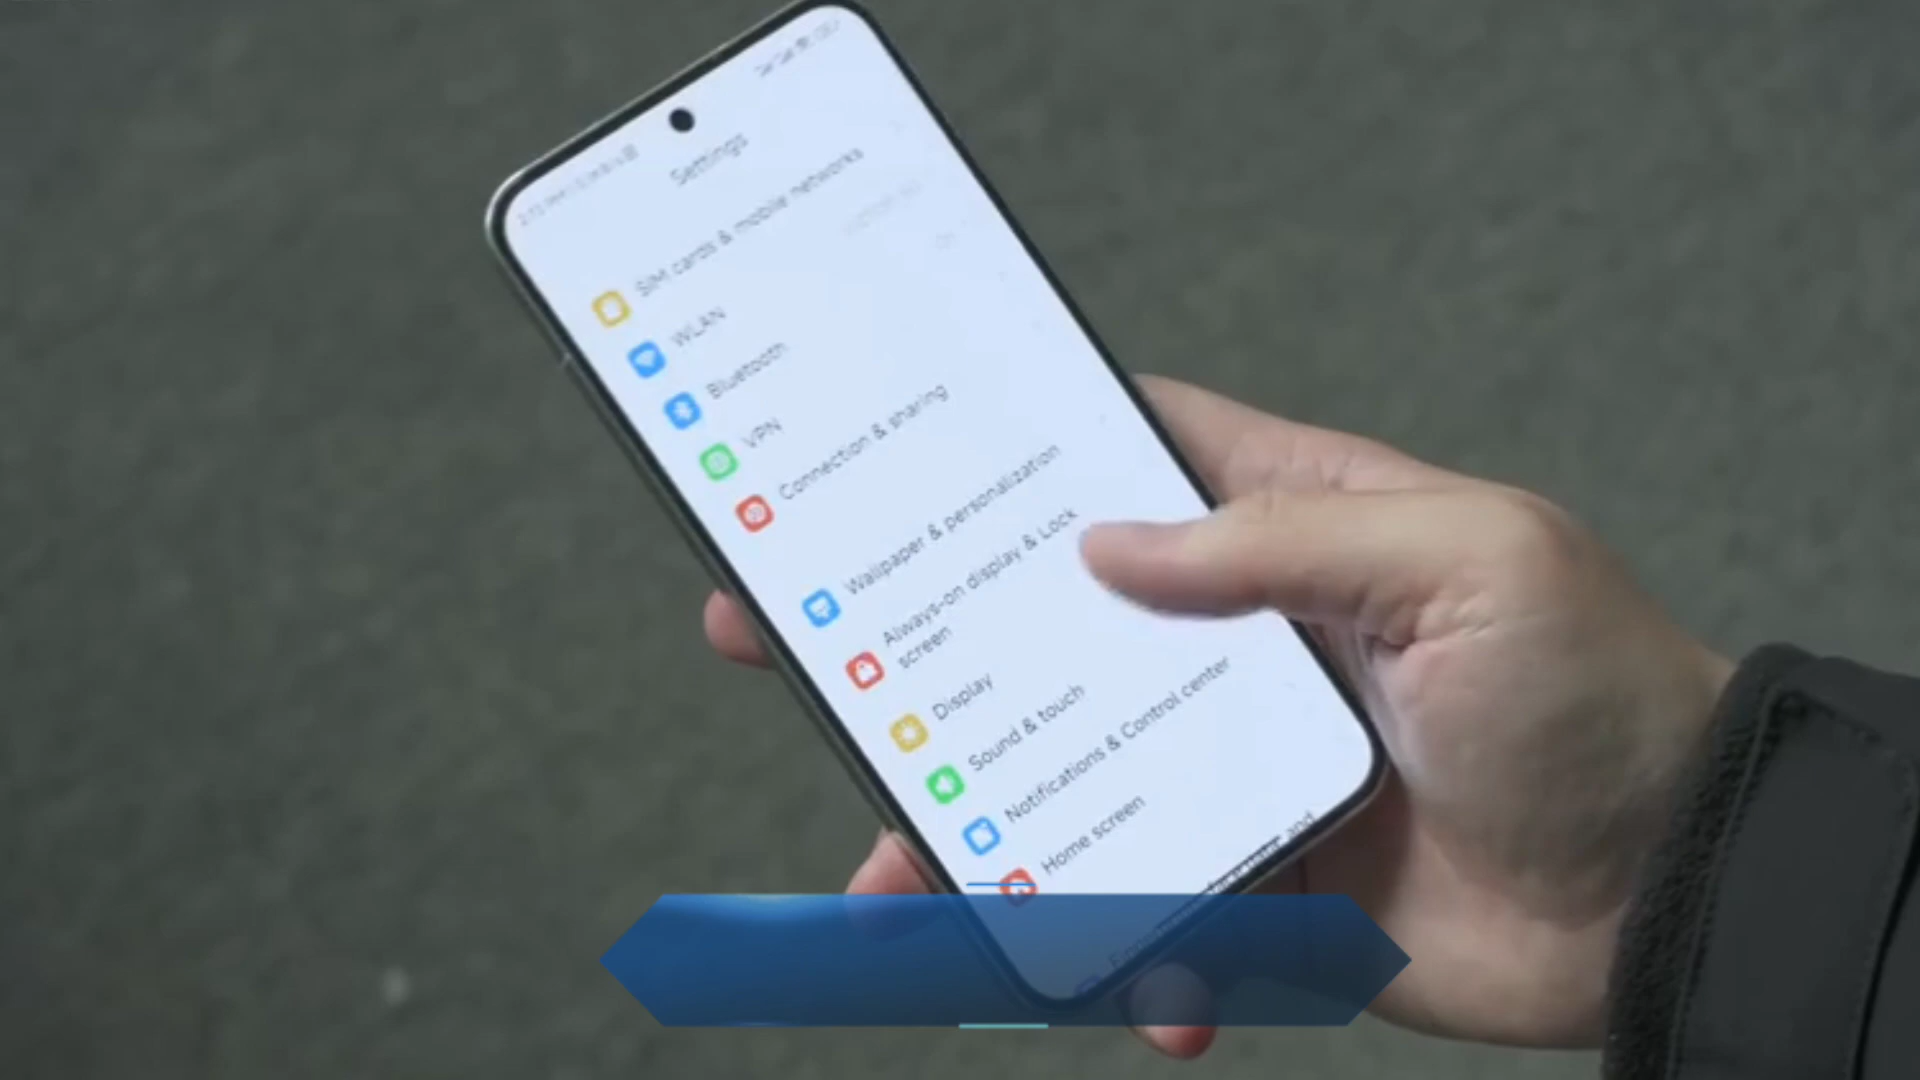 Settings
SIM cards & mobile networks
WLAN
Bluetooth
VPN
Connection & sharing
Wallpaper & personalization
Always-on display & Lock
screen
Display
Sound & touch
Notifications & Control center
Home screen
and